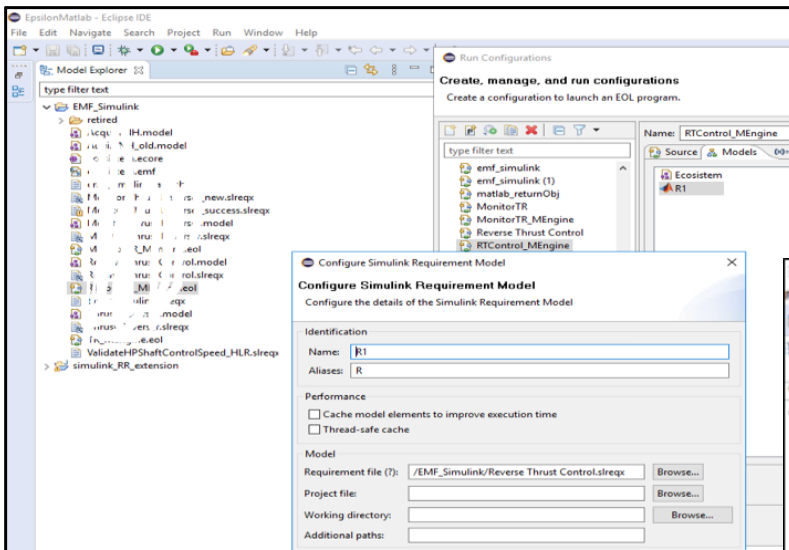 EpsilonMatlab - Eclipse IDE
File Edit Navigate Search Project Run Window Help
Model Explorer
type filter text
EMF_Simulink
retired
IH.model
_old.model
.ecore
.emf
_new.slreqx
_success.slreqx
.model
.slreqx
.eol
.model
.slreqx
.eol
.model
.slreqx
.eol
ValidateHPShaftControlSpeed_HLR.slreqx
simulink_RR_extension
Run Configurations
Create, manage, and run configurations
Create a configuration to launch an EOL program.
type filter text
emf_simulink
emf_simulink (1)
matlab_returnObj
MonitorTR
MonitorTR_MEngine
Reverse Thrust Control
RTControl_MEngine
Name: RTControl_MEngine
Source Models
Ecosistem
R1
Configure Simulink Requirement Model
Configure Simulink Requirement Model
Configure the details of the Simulink Requirement Model
Identification
Name: R1
Aliases: R
Performance
Cache model elements to improve execution time
Thread-safe cache
Model
Requirement file (?): /EMF_Simulink/Reverse Thrust Control.slreqx Browse...
Project file: Browse...
Working directory: Browse...
Additional paths: